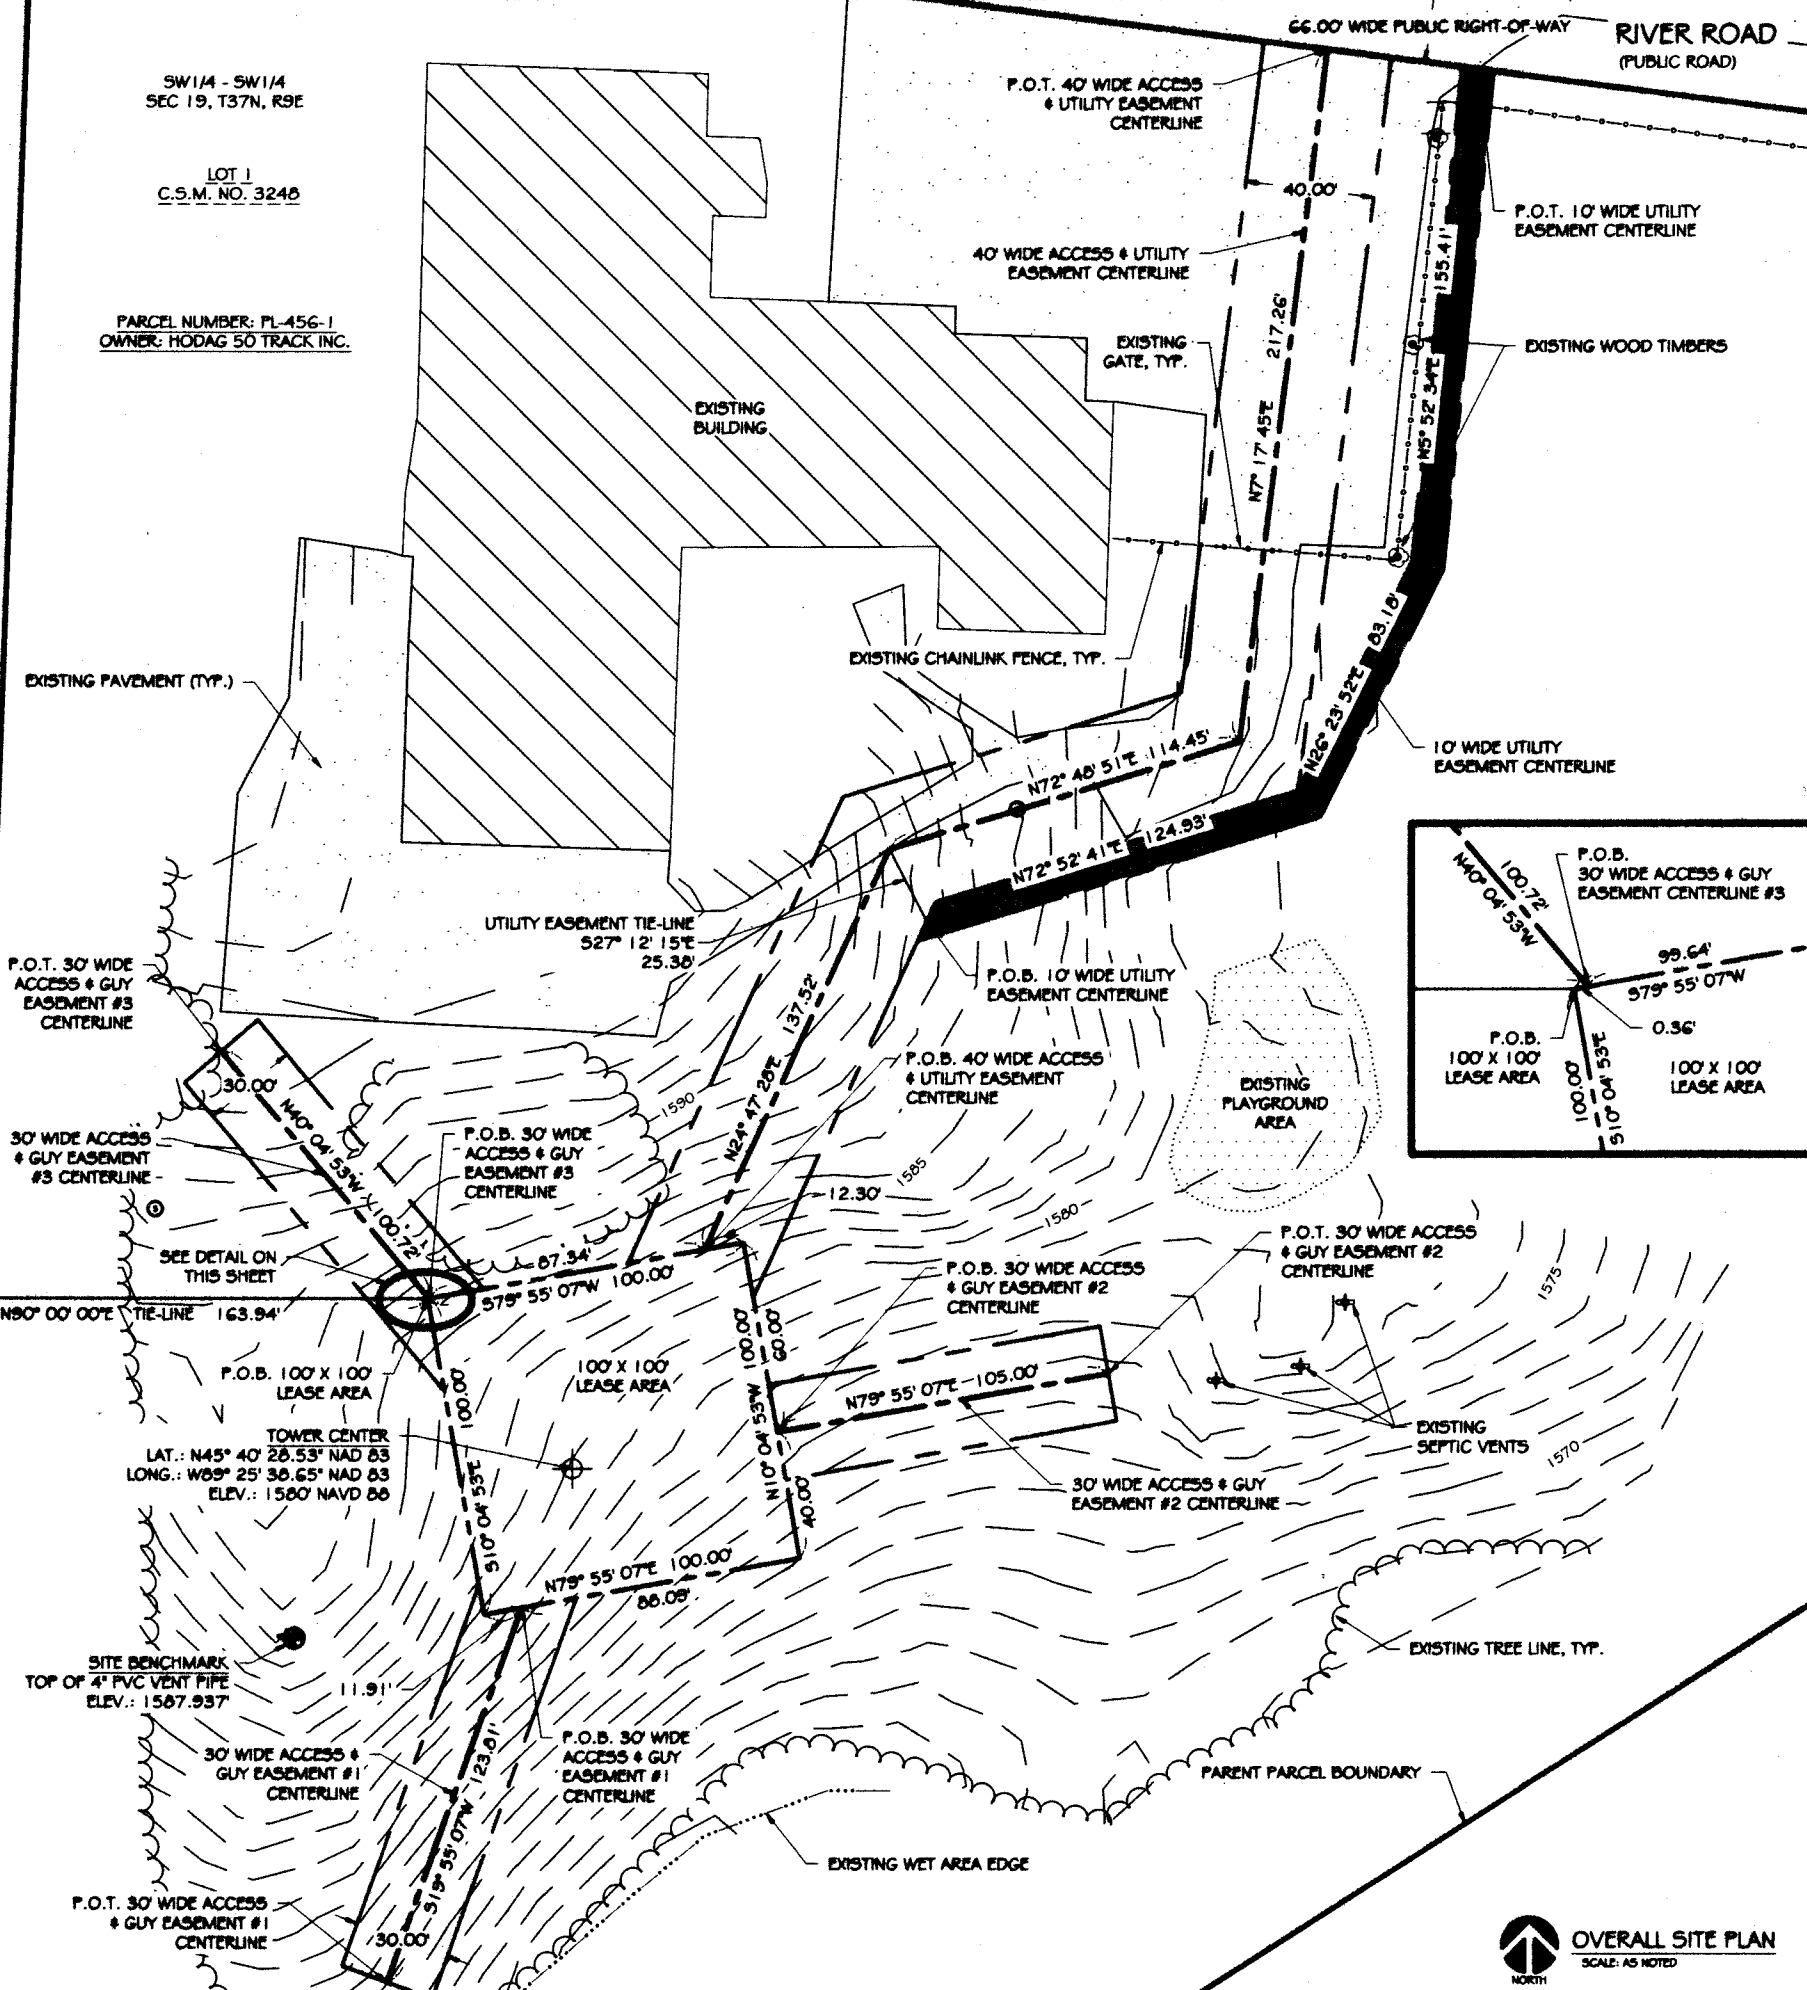 66.00' WIDE PUBLIC RIGHT-OF-WAY
RIVER ROAD
(PUBLIC ROAD)
SW1/4 - SW1/4
SEC 19, T37N, R9E
LOT 1
C.S.M. NO. 3248
PARCEL NUMBER: PL-456-1
OWNER: HODAG 50 TRACK INC.
P.O.T. 40' WIDE ACCESS
& UTILITY EASEMENT
CENTERLINE
40.00'
P.O.T. 10' WIDE UTILITY
EASEMENT CENTERLINE
40' WIDE ACCESS & UTILITY
EASEMENT CENTERLINE
155.41'
N5° 52' 34"E
217.26'
N7° 17' 45"E
EXISTING
GATE, TYP.
EXISTING WOOD TIMBERS
EXISTING
BUILDING
EXISTING CHAINLINK FENCE, TYP.
EXISTING PAVEMENT (TYP.)
83.18'
N26° 23' 52"E
10' WIDE UTILITY
EASEMENT CENTERLINE
N72° 48' 51"E 114.45'
N72° 52' 41"E 124.93'
UTILITY EASEMENT TIE-LINE
S27° 12' 15"E
25.38'
P.O.B. 10' WIDE UTILITY
EASEMENT CENTERLINE
100.72'
N40° 04' 53"W
P.O.B.
30' WIDE ACCESS & GUY
EASEMENT CENTERLINE #3
99.64'
S79° 55' 07"W
0.36'
P.O.B.
100' X 100'
LEASE AREA
100.00'
S10° 04' 53"E
100' X 100'
LEASE AREA
P.O.T. 30' WIDE
ACCESS & GUY
EASEMENT #3
CENTERLINE
137.52'
N24° 47' 28"E
P.O.B. 40' WIDE ACCESS
& UTILITY EASEMENT
CENTERLINE
EXISTING
PLAYGROUND
AREA
30.00'
1590
N40° 04' 53"W
100.72'
30' WIDE ACCESS
& GUY EASEMENT
#3 CENTERLINE
P.O.B. 30' WIDE
ACCESS & GUY
EASEMENT #3
CENTERLINE
1585
12.30'
1580
S
SEE DETAIL ON
THIS SHEET
87.34'
S79° 55' 07"W 100.00'
N90° 00' 00"E TIE-LINE 163.94'
P.O.B. 30' WIDE ACCESS
& GUY EASEMENT #2
CENTERLINE
P.O.T. 30' WIDE ACCESS
& GUY EASEMENT #2
CENTERLINE
1575
P.O.B. 100' X 100'
LEASE AREA
100' X 100'
LEASE AREA
100.00'
S10° 04' 53"E
N10° 04' 53"W 100.00'
60.00'
40.00'
N79° 55' 07"E 105.00'
EXISTING
SEPTIC VENTS
1570
TOWER CENTER
LAT.: N45° 40' 28.53" NAD 83
LONG.: W89° 25' 38.65" NAD 83
ELEV.: 1580' NAVD 88
30' WIDE ACCESS & GUY
EASEMENT #2 CENTERLINE
N79° 55' 07"E 100.00'
88.09'
SITE BENCHMARK
TOP OF 4" PVC VENT PIPE
ELEV.: 1587.937'
11.91'
EXISTING TREE LINE, TYP.
30' WIDE ACCESS &
GUY EASEMENT #1
CENTERLINE
S19° 55' 07"W 123.81'
P.O.B. 30' WIDE
ACCESS & GUY
EASEMENT #1
CENTERLINE
PARENT PARCEL BOUNDARY
EXISTING WET AREA EDGE
P.O.T. 30' WIDE ACCESS
& GUY EASEMENT #1
CENTERLINE
30.00'
NORTH
OVERALL SITE PLAN
SCALE: AS NOTED